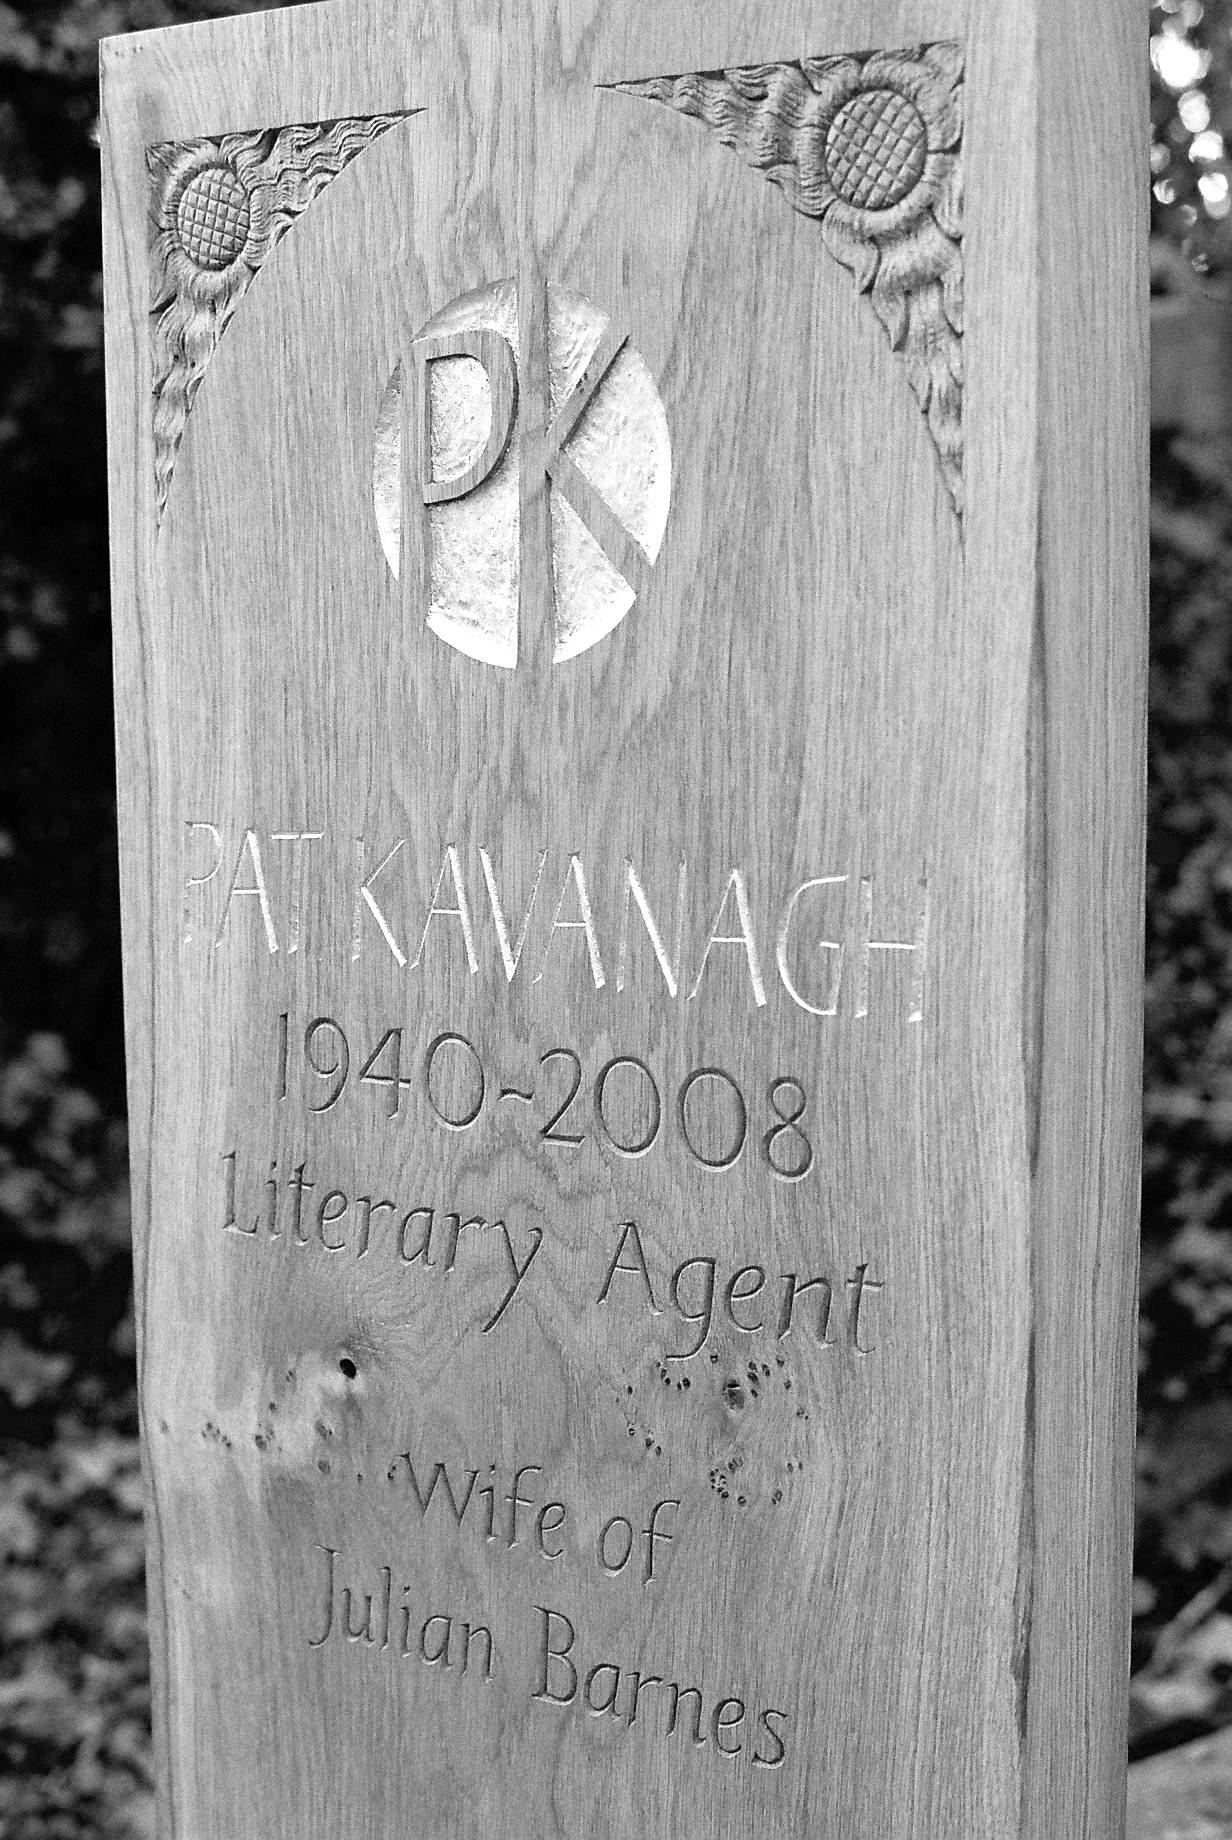 PK
PAT KAVANAGH
1940~2008
Literary Agent
Wife of
Julian Barnes